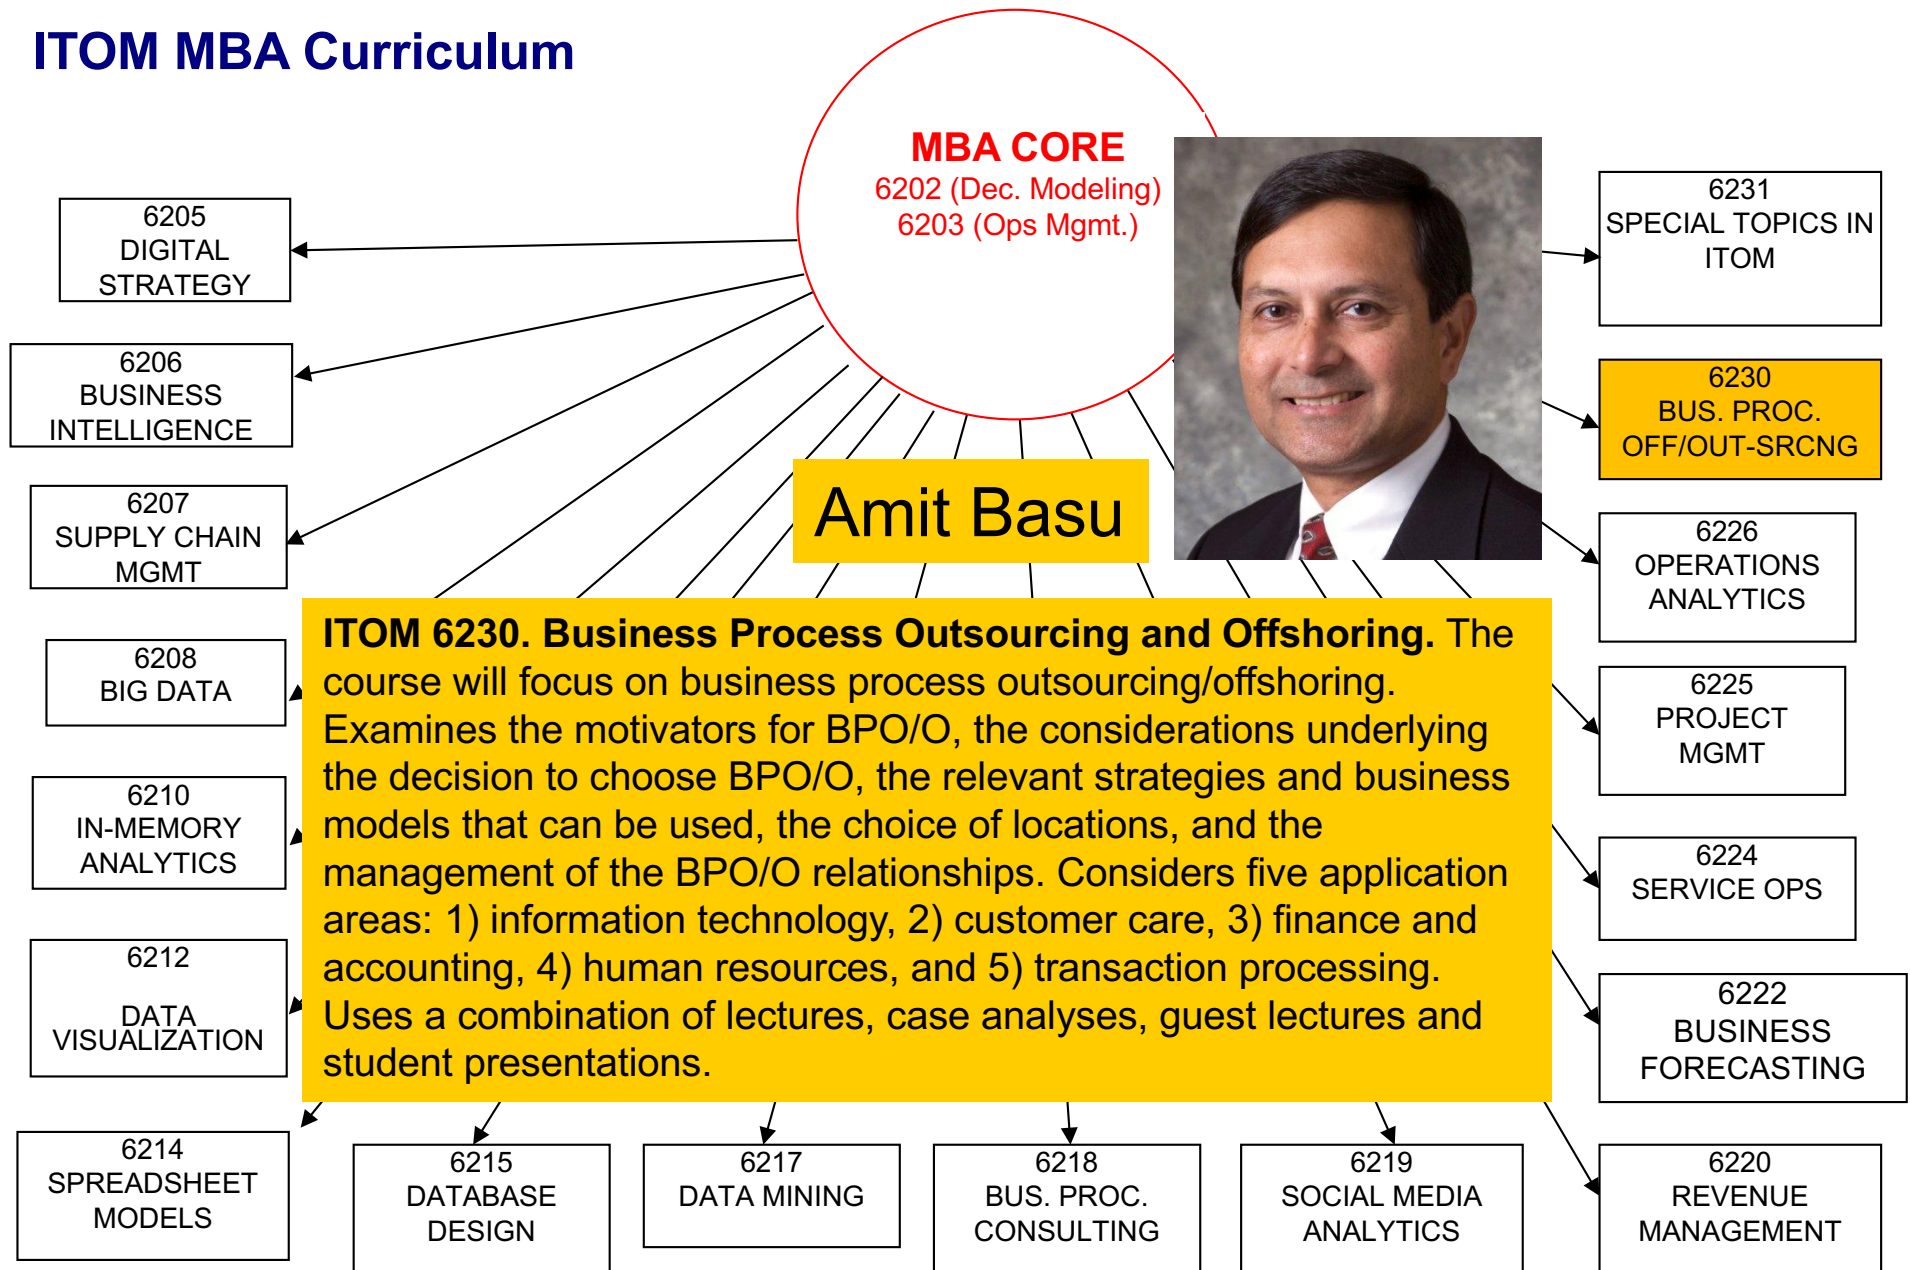 ITOM MBA Curriculum
MBA CORE
6202 (Dec. Modeling)
6203 (Ops Mgmt.)
6205
DIGITAL
STRATEGY
6206
BUSINESS
INTELLIGENCE
6207
SUPPLY CHAIN
MGMT
6208
BIG DATA
6210
IN-MEMORY
ANALYTICS
6212
DATA
VISUALIZATION
6214
SPREADSHEET
MODELS
6215
DATABASE
DESIGN
6217
DATA MINING
6218
BUS. PROC.
CONSULTING
6219
SOCIAL MEDIA
ANALYTICS
6220
REVENUE
MANAGEMENT
6222
BUSINESS
FORECASTING
6224
SERVICE OPS
6225
PROJECT
MGMT
6226
OPERATIONS
ANALYTICS
6230
BUS. PROC.
OFF/OUT-SRCNG
6231
SPECIAL TOPICS IN
ITOM
Amit Basu
ITOM 6230. Business Process Outsourcing and Offshoring. The
course will focus on business process outsourcing/offshoring.
Examines the motivators for BPO/O, the considerations underlying
the decision to choose BPO/O, the relevant strategies and business
models that can be used, the choice of locations, and the
management of the BPO/O relationships. Considers five application
areas: 1) information technology, 2) customer care, 3) finance and
accounting, 4) human resources, and 5) transaction processing.
Uses a combination of lectures, case analyses, guest lectures and
student presentations.